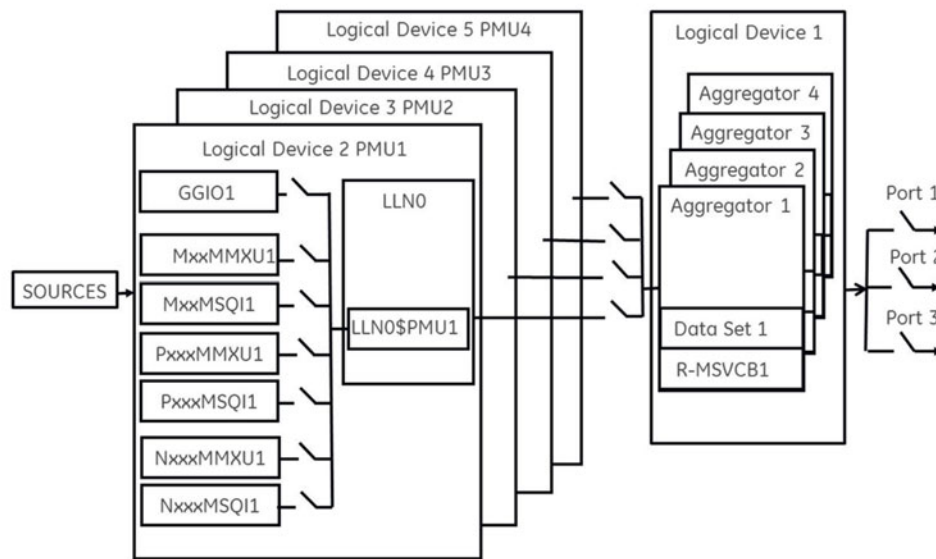 Logical Device 5 PMU4
Logical Device 4 PMU3
Logical Device 3 PMU2
Logical Device 2 PMU1
GGIO1
MxxMMXU1
MxxMSQI1
PxxxMMXU1
PxxxMSQI1
NxxxMMXU1
NxxxMSQI1
SOURCES
LLN0
LLN0$PMU1
Logical Device 1
Aggregator 4
Aggregator 3
Aggregator 2
Aggregator 1
Data Set 1
R-MSVCB1
Port 1
Port 2
Port 3